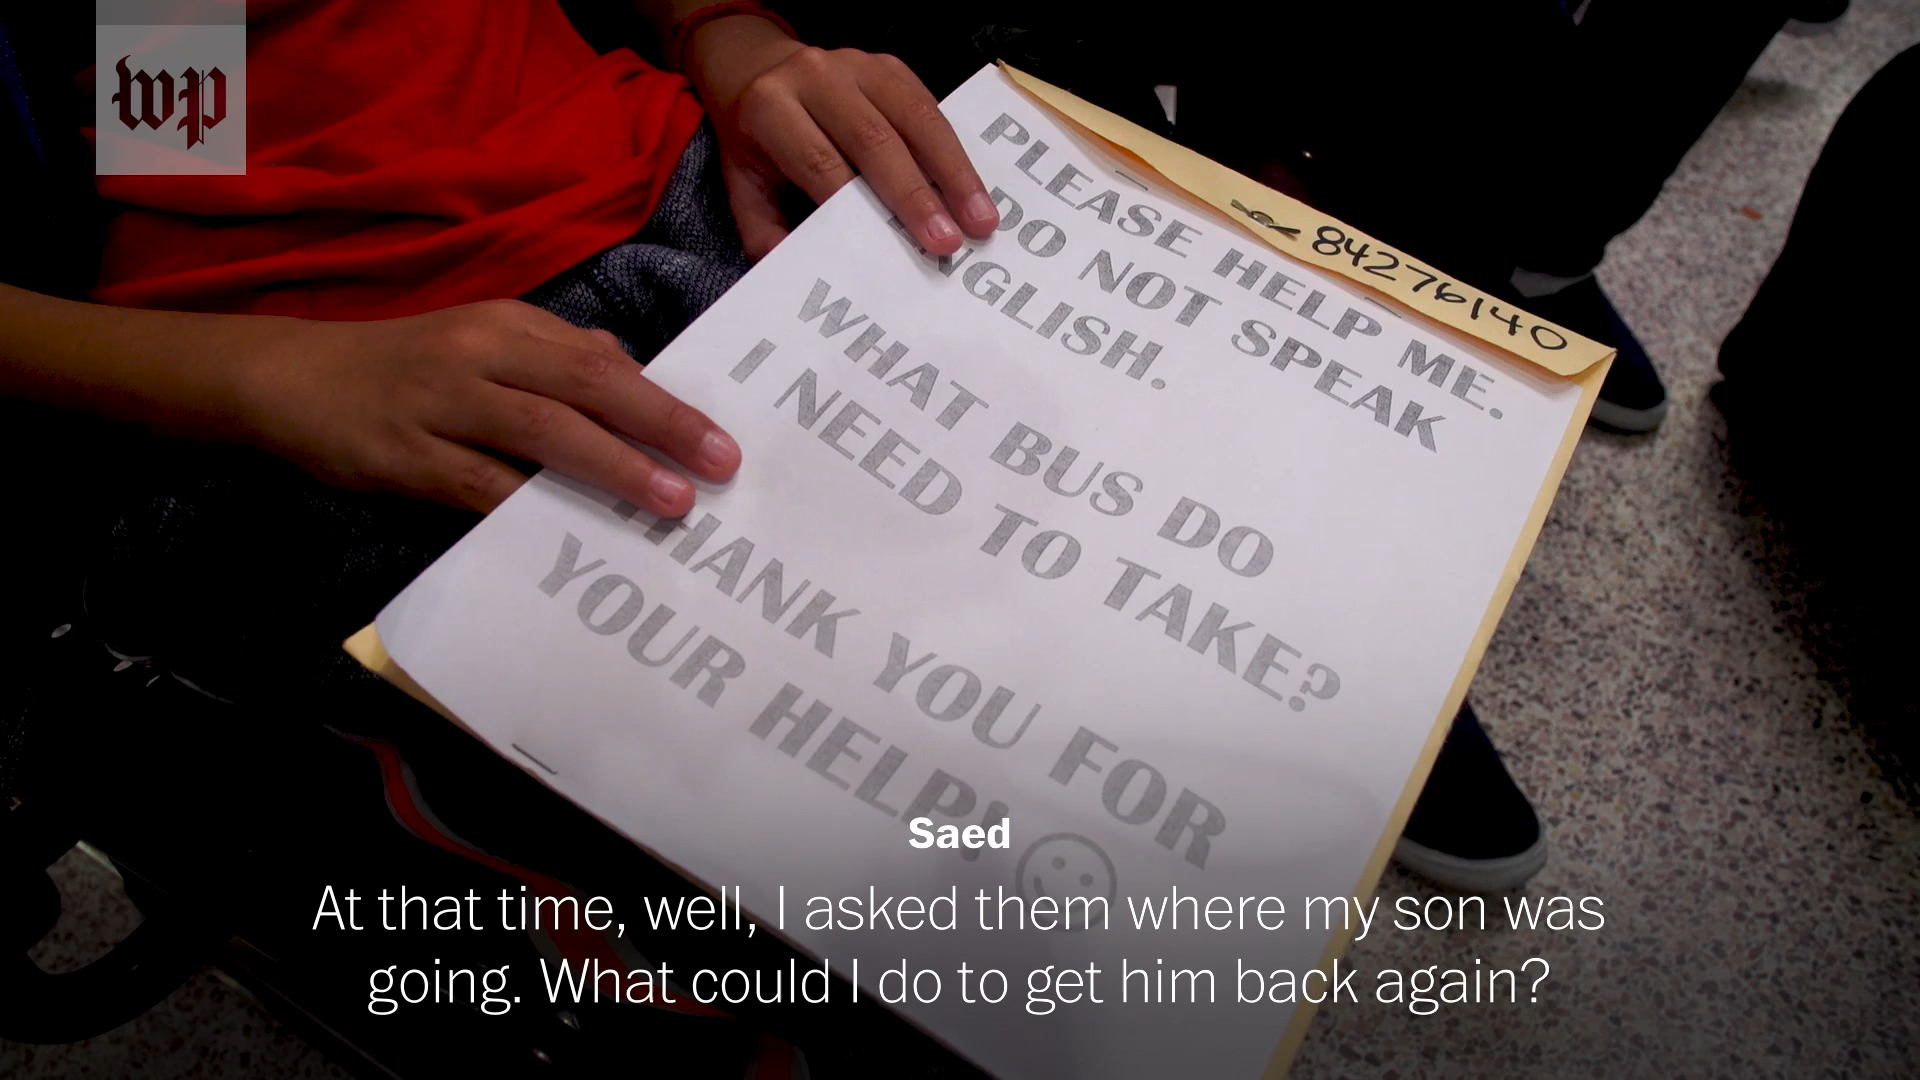 wp
84276140
PLEASE HELP ME.
DO NOT SPEAK
ENGLISH.
WHAT BUS DO
I NEED TO TAKE?
THANK YOU FOR
YOUR HELP!
Saed
At that time, well, I asked them where my son was
going. What could I do to get him back again?